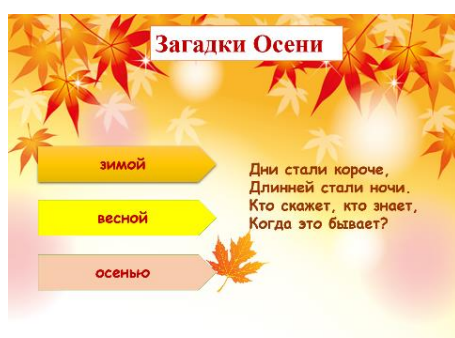 Загадки Осени
зимой
весной
осенью
Дни стали короче,
Длинней стали ночи.
Кто скажет, кто знает,
Когда это бывает?